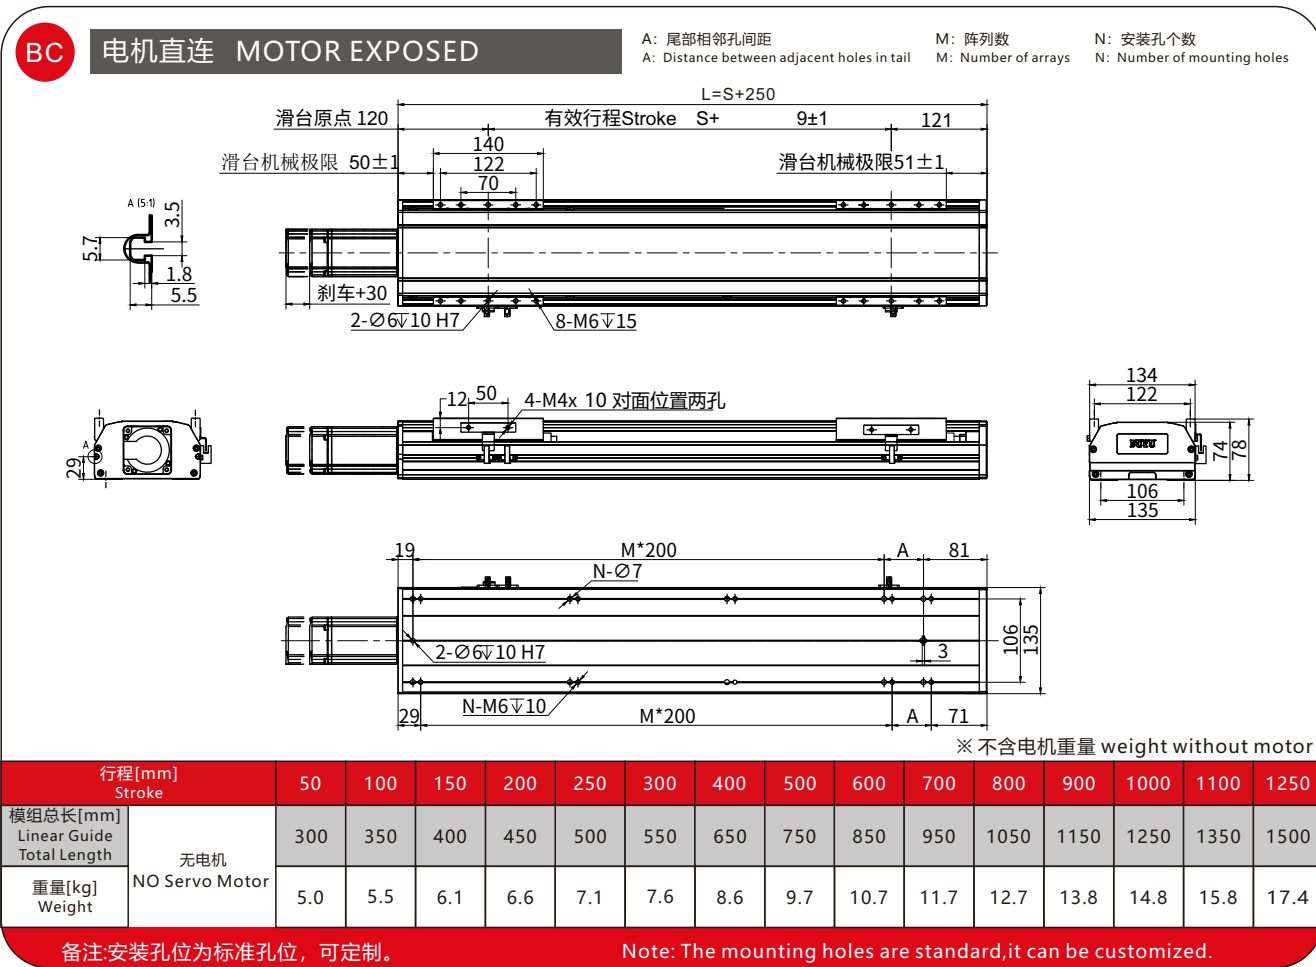 BC
电机直连 MOTOR EXPOSED
A: 尾部相邻孔间距
A: Distance between adjacent holes in tail
M: 阵列数
M: Number of arrays
N: 安装孔个数
N: Number of mounting holes
L=S+250
滑台原点 120
有效行程Stroke S+ 9±1
121
滑台机械极限 50±1
140
122
70
滑台机械极限51±1
A (5:1)
3.5
5.7
1.8
5.5
刹车+30
2-∅6↧10 H7
8-M6↧15
12
50
4-M4x 10 对面位置两孔
A
29
134
122
74
78
106
135
19
M*200
A
81
N-∅7
2-∅6↧10 H7
3
106
135
N-M6↧10
29
M*200
A
71
※ 不含电机重量 weight without motor
行程[mm]
Stroke
50 100 150 200 250 300 400 500 600 700 800 900 1000 1100 1250
模组总长[mm]
Linear Guide
Total Length
无电机
NO Servo Motor
300 350 400 450 500 550 650 750 850 950 1050 1150 1250 1350 1500
重量[kg]
Weight
5.0 5.5 6.1 6.6 7.1 7.6 8.6 9.7 10.7 11.7 12.7 13.8 14.8 15.8 17.4
备注:安装孔位为标准孔位，可定制。
Note: The mounting holes are standard,it can be customized.